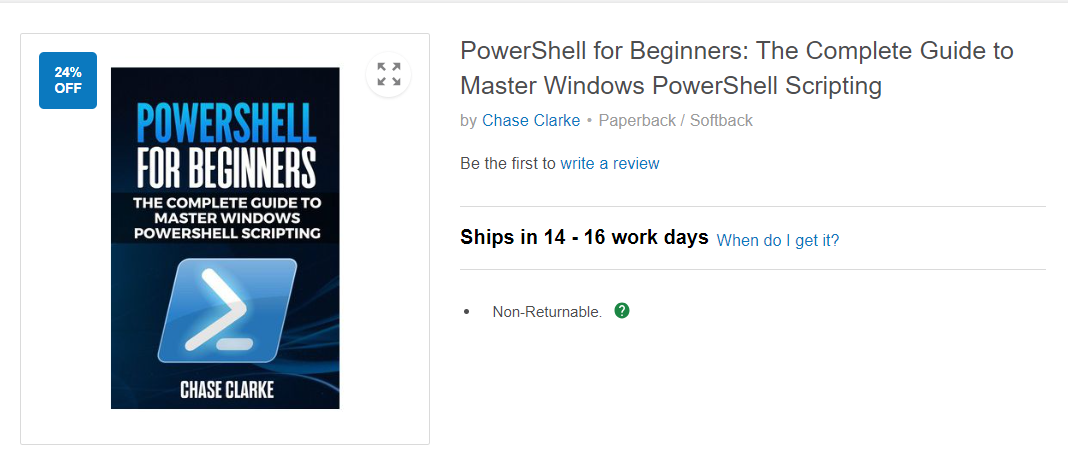 24%
OFF
POWERSHELL
FOR BEGINNERS
THE COMPLETE GUIDE TO
MASTER WINDOWS
POWERSHELL SCRIPTING
CHASE CLARKE
PowerShell for Beginners: The Complete Guide to
Master Windows PowerShell Scripting
by Chase Clarke • Paperback / Softback
Be the first to write a review
Ships in 14 - 16 work days When do I get it?
• Non-Returnable. ?